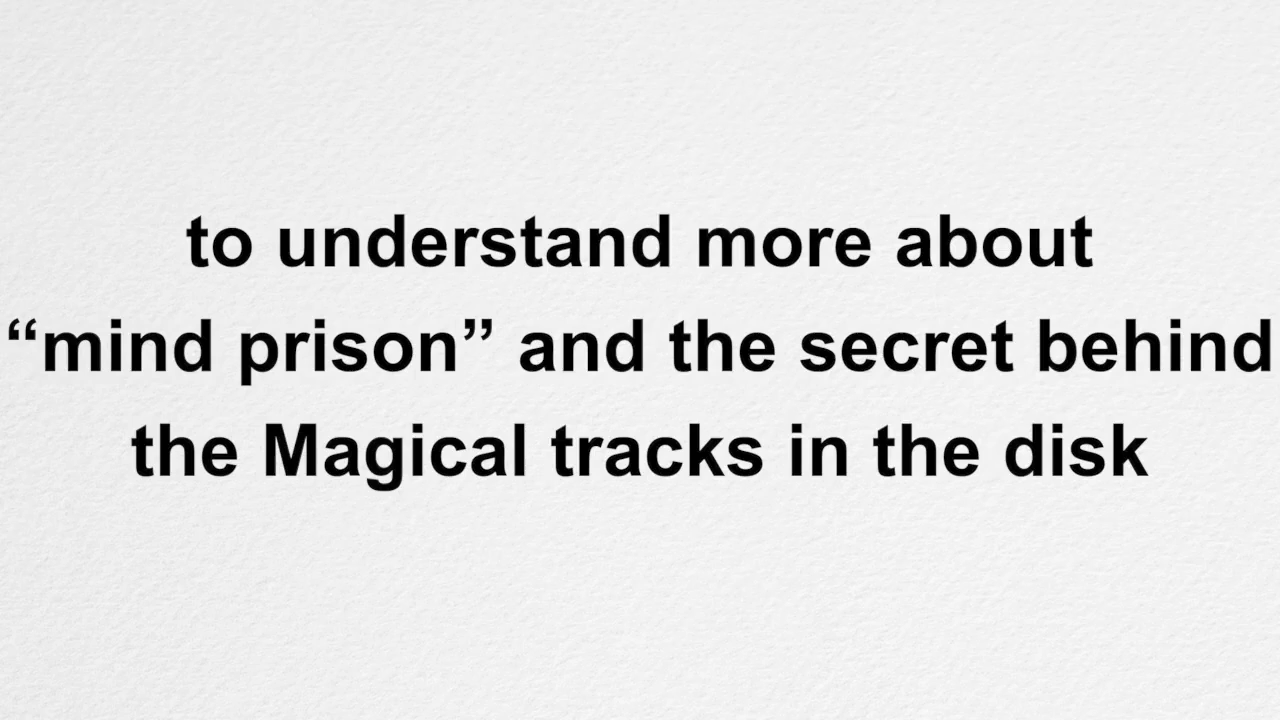 to understand more about
“mind prison” and the secret behind
the Magical tracks in the disk